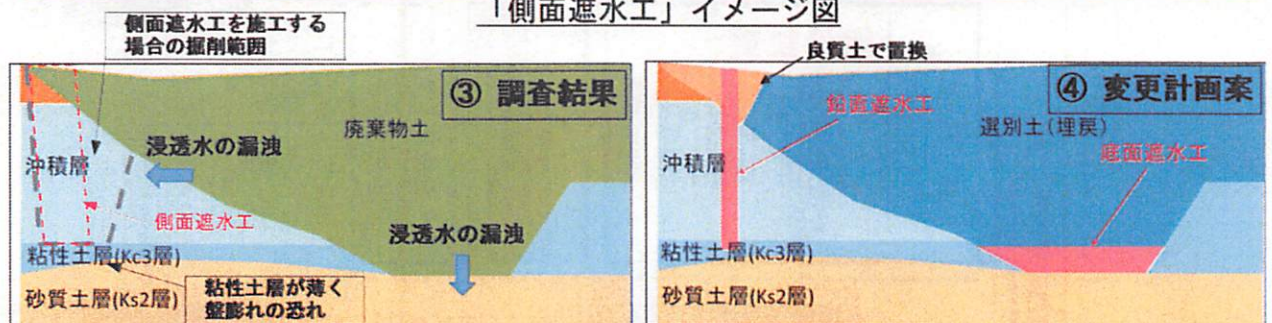 「側面遮水工」イメージ図
側面遮水工を施工する
場合の掘削範囲
③ 調査結果
廃棄物土
浸透水の漏洩
沖積層
側面遮水工
浸透水の漏洩
粘性土層(Kc3層)
粘性土層が薄く
盤膨れの恐れ
砂質土層(Ks2層)
良質土で置換
④ 変更計画案
鉛直遮水工
選別土(埋戻)
底面遮水工
沖積層
粘性土層(Kc3層)
砂質土層(Ks2層)